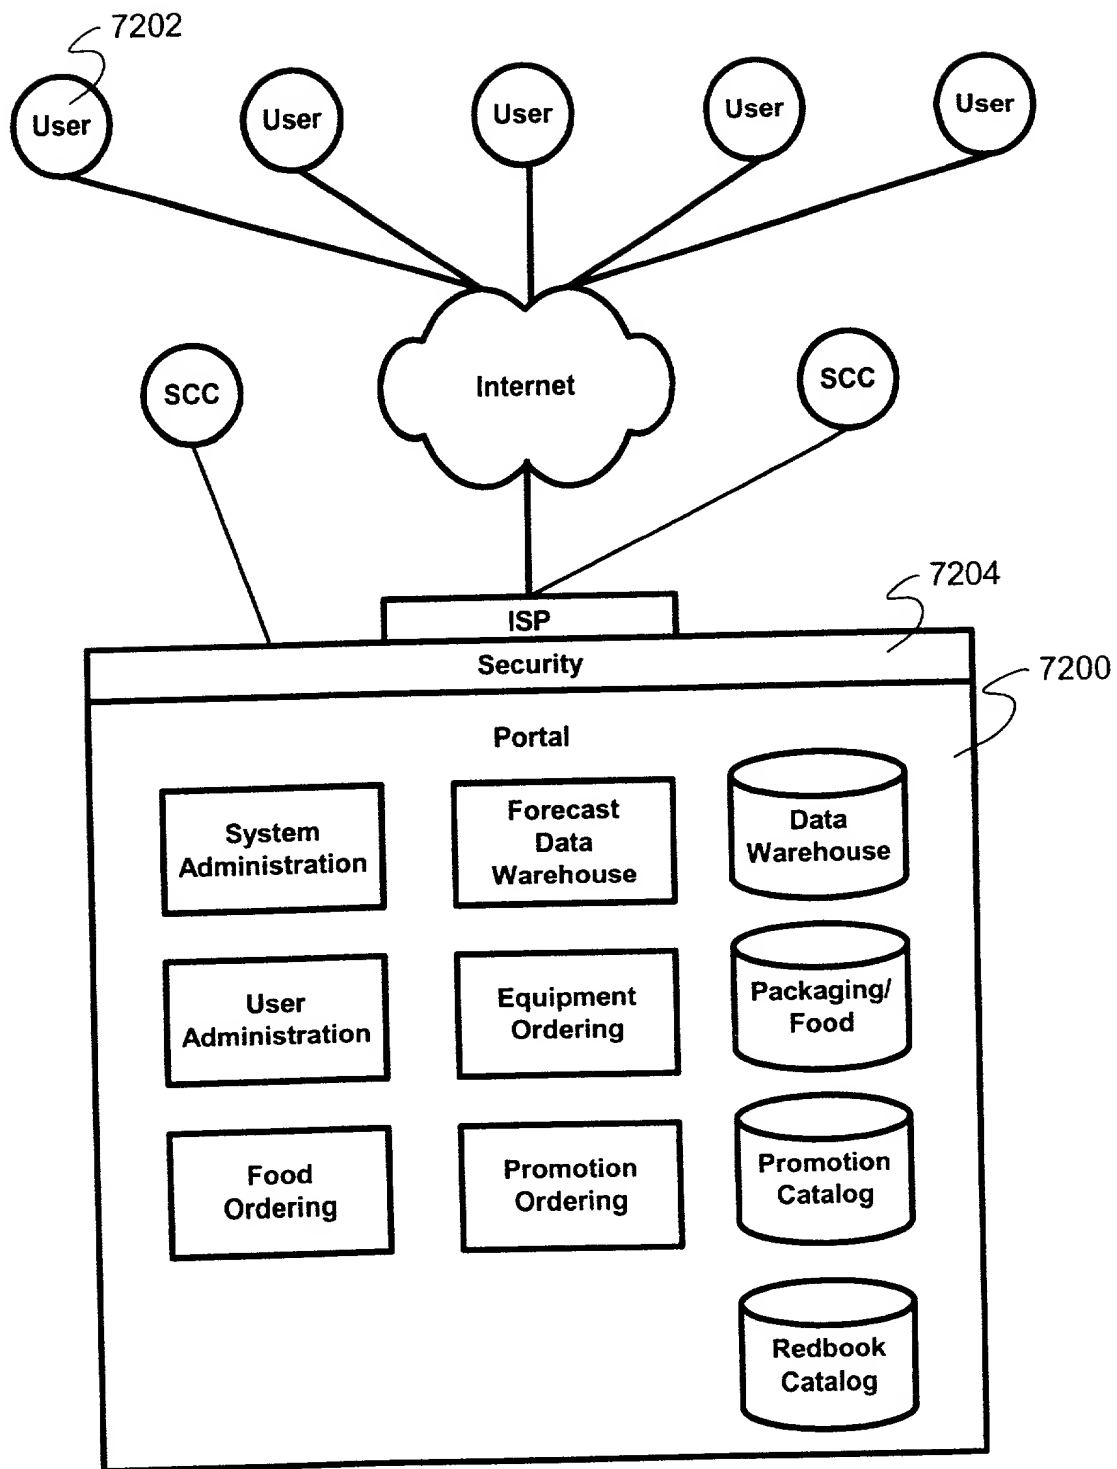 7202
User
User
User
User
User
SCC
Internet
SCC
7204
ISP
Security
7200
Portal
System
Administration
Forecast
Data
Warehouse
Data
Warehouse
User
Administration
Equipment
Ordering
Packaging/
Food
Food
Ordering
Promotion
Ordering
Promotion
Catalog
Redbook
Catalog